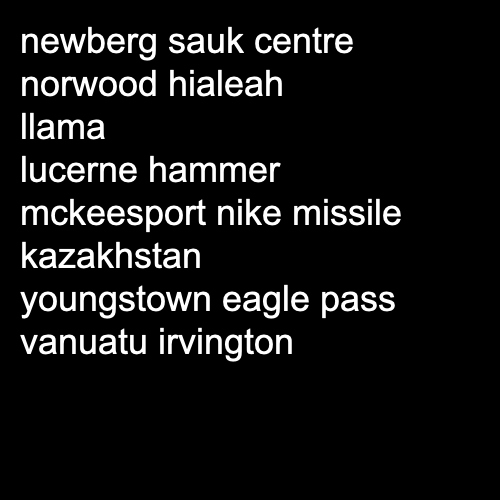 newberg sauk centre
norwood hialeah
llama
lucerne hammer
mckeesport nike missile
kazakhstan
youngstown eagle pass
vanuatu irvington